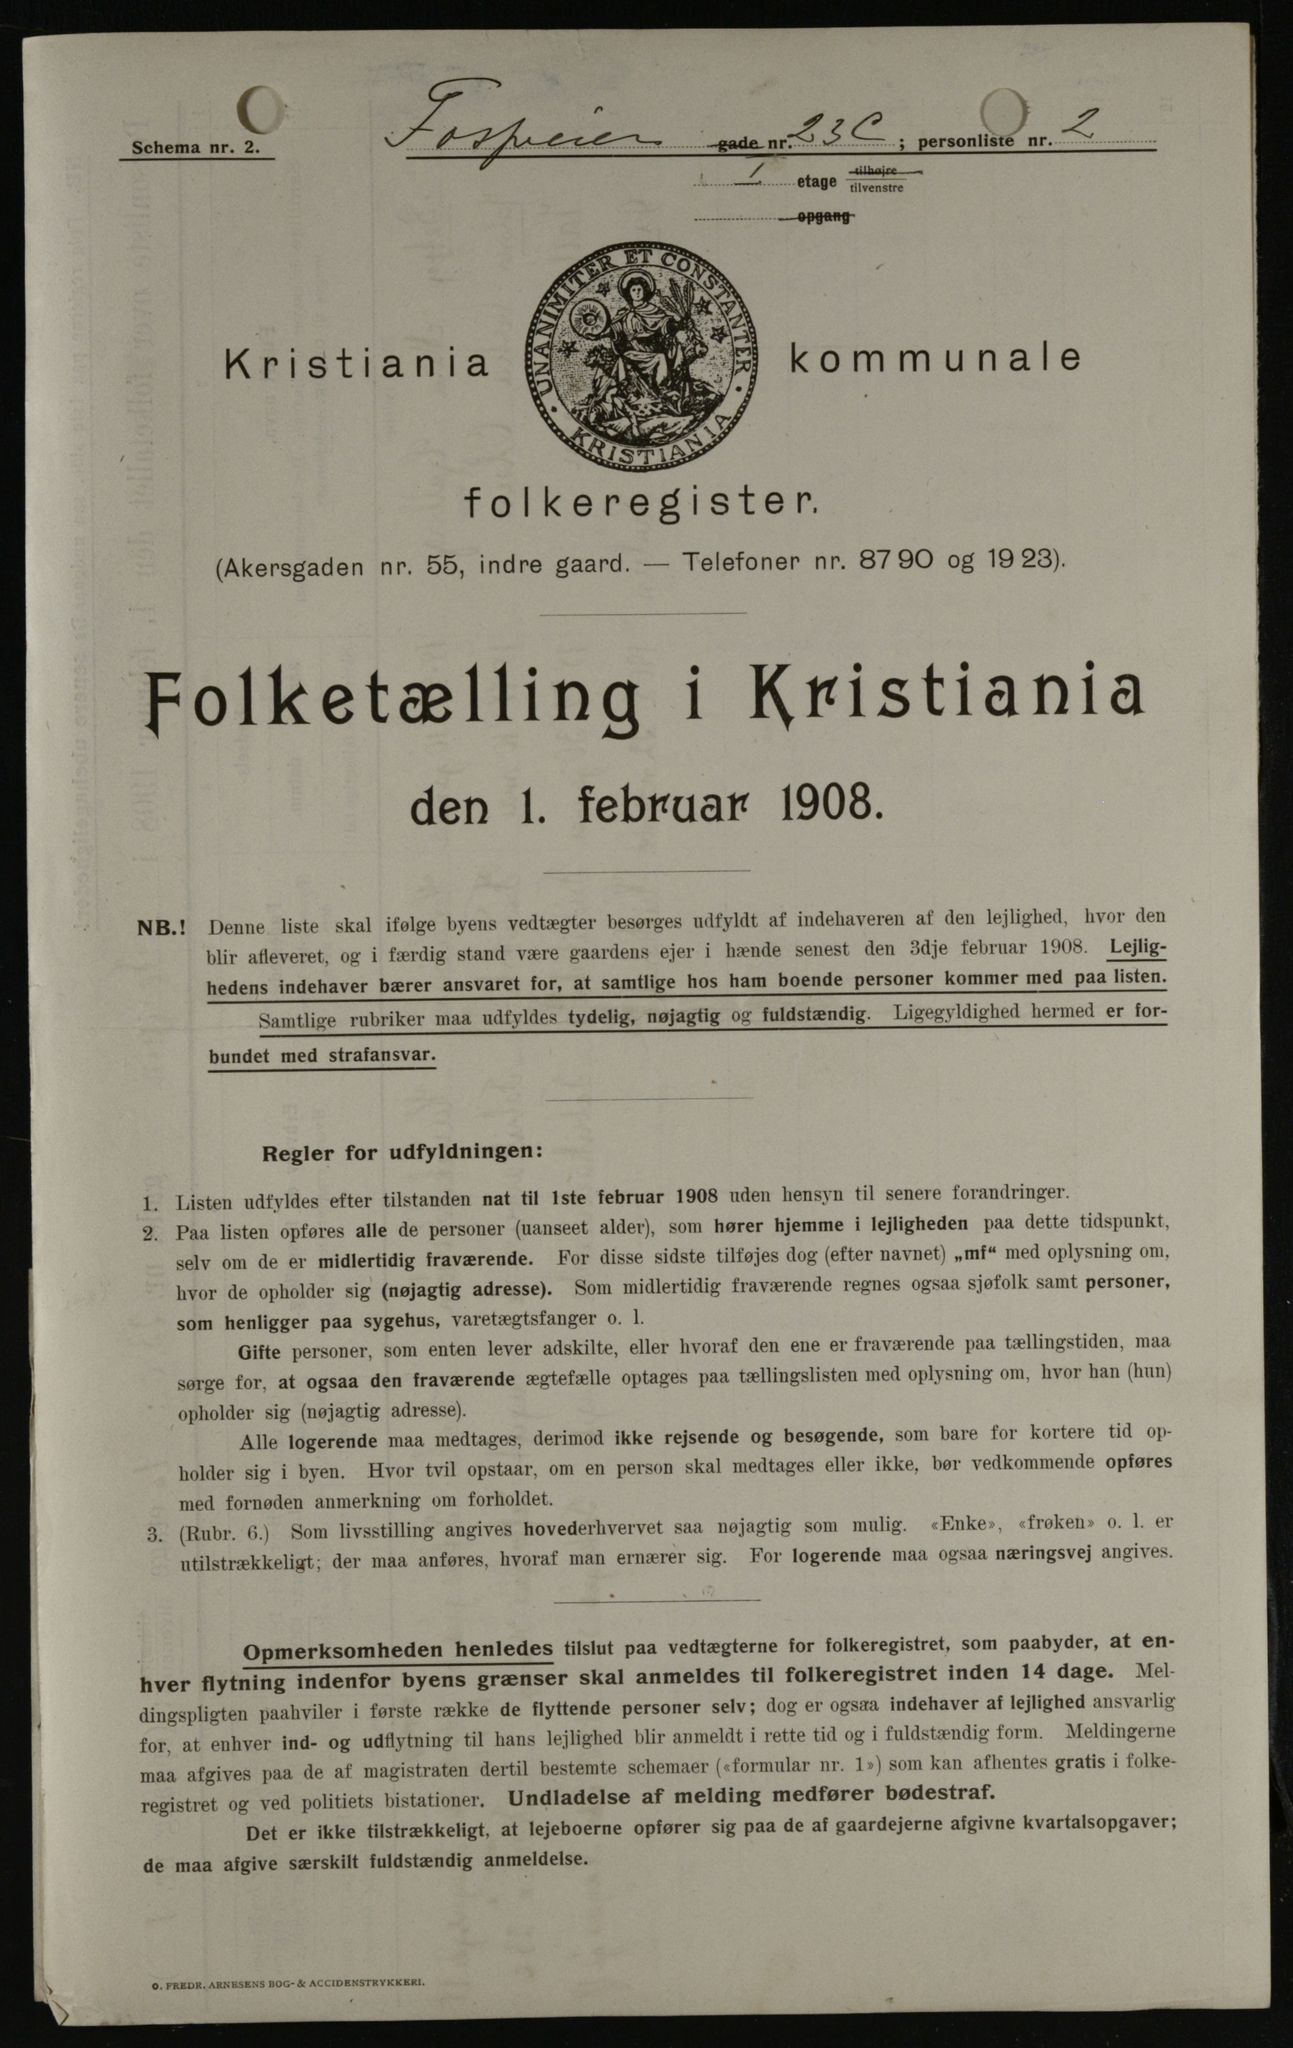 Schema nr. 2. Fosveien gade nr. 23C ; personliste nr. 2
I etage tilhøjre
tilvenstre
opgang
UNANIMITER ET CONSTANTER
KRISTIANIA
Kristiania kommunale
folkeregister.
(Akersgaden nr. 55, indre gaard. — Telefoner nr. 87 90 og 19 23).
Folketælling i Kristiania
den 1. februar 1908.
NB.! Denne liste skal ifølge byens vedtægter besørges udfyldt af indehaveren af den lejlighed, hvor den
blir afleveret, og i færdig stand være gaardens ejer i hænde senest den 3dje februar 1908. Lejlig-
hedens indehaver bærer ansvaret for, at samtlige hos ham boende personer kommer med paa listen.
Samtlige rubriker maa udfyldes tydelig, nøjagtig og fuldstændig. Ligegyldighed hermed er for-
bundet med strafansvar.
Regler for udfyldningen:
1. Listen udfyldes efter tilstanden nat til 1ste februar 1908 uden hensyn til senere forandringer.
2. Paa listen opføres alle de personer (uanseet alder), som hører hjemme i lejligheden paa dette tidspunkt,
selv om de er midlertidig fraværende. For disse sidste tilføjes dog (efter navnet) „mf“ med oplysning om,
hvor de opholder sig (nøjagtig adresse). Som midlertidig fraværende regnes ogsaa sjøfolk samt personer,
som henligger paa sygehus, varetægtsfanger o. l.
Gifte personer, som enten lever adskilte, eller hvoraf den ene er fraværende paa tællingstiden, maa
sørge for, at ogsaa den fraværende ægtefælle optages paa tællingslisten med oplysning om, hvor han (hun)
opholder sig (nøjagtig adresse).
Alle logerende maa medtages, derimod ikke rejsende og besøgende, som bare for kortere tid op-
holder sig i byen. Hvor tvil opstaar, om en person skal medtages eller ikke, bør vedkommende opføres
med fornøden anmerkning om forholdet.
3. (Rubr. 6.) Som livsstilling angives hovederhvervet saa nøjagtig som mulig. «Enke», «frøken» o. l. er
utilstrækkeligt; der maa anføres, hvoraf man ernærer sig. For logerende maa ogsaa næringsvej angives.
Opmerksomheden henledes tilslut paa vedtægterne for folkeregistret, som paabyder, at en-
hver flytning indenfor byens grænser skal anmeldes til folkeregistret inden 14 dage. Mel-
dingspligten paahviler i første række de flyttende personer selv; dog er ogsaa indehaver af lejlighed ansvarlig
for, at enhver ind- og udflytning til hans lejlighed blir anmeldt i rette tid og i fuldstændig form. Meldingerne
maa afgives paa de af magistraten dertil bestemte schemaer («formular nr. 1») som kan afhentes gratis i folke-
registret og ved politiets bistationer. Undladelse af melding medfører bødestraf.
Det er ikke tilstrækkeligt, at lejeboerne opfører sig paa de af gaardejerne afgivne kvartalsopgaver;
de maa afgive særskilt fuldstændig anmeldelse.
O. FREDR. ARNESENS BOG- & ACCIDENSTRYKKERI.